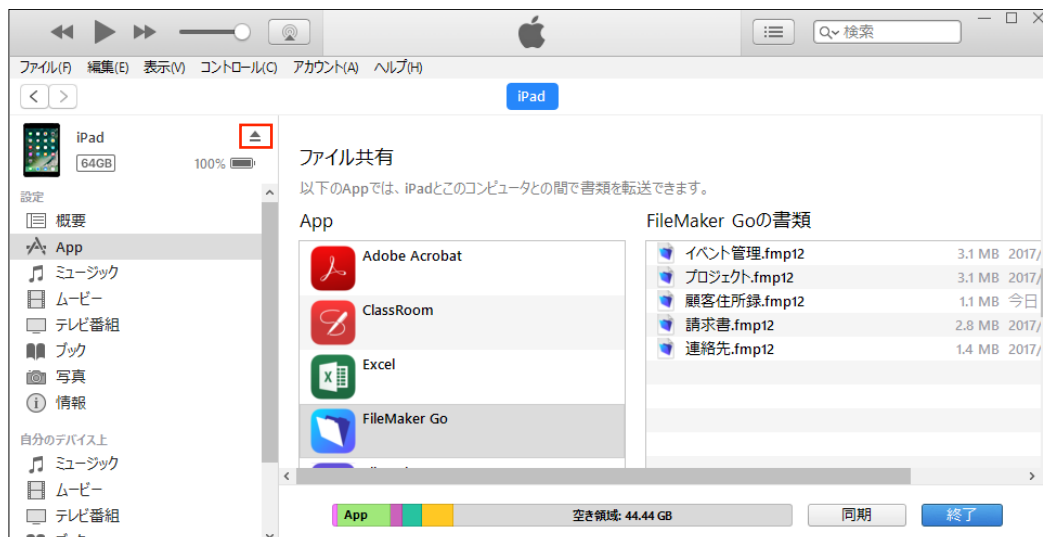 検索
ファイル(F) 編集(E) 表示(V) コントロール(C) アカウント(A) ヘルプ(H)
iPad
iPad
64GB 100%
設定
概要
App
ミュージック
ムービー
テレビ番組
ブック
写真
情報
自分のデバイス上
ミュージック
ムービー
テレビ番組
ファイル共有
以下のAppでは、iPadとこのコンピュータとの間で書類を転送できます。
App
Adobe Acrobat
ClassRoom
Excel
FileMaker Go
FileMaker Goの書類
イベント管理.fmp12 3.1 MB 2017/
プロジェクト.fmp12 3.1 MB 2017/
顧客住所録.fmp12 1.1 MB 今日
請求書.fmp12 2.8 MB 2017/
連絡先.fmp12 1.4 MB 2017/
App 空き領域: 44.44 GB 同期 終了